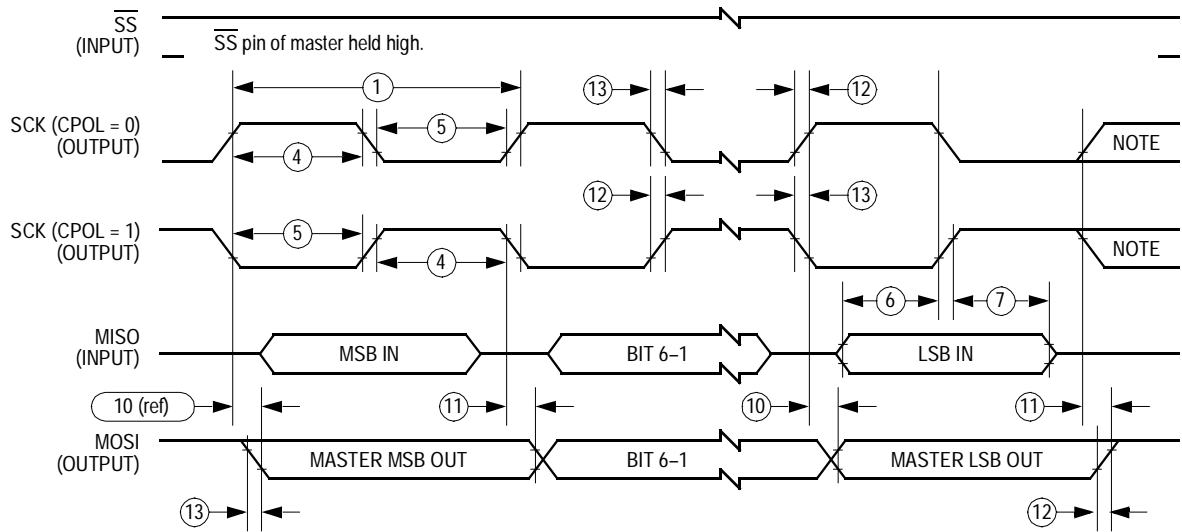 SS
(INPUT)
SS pin of master held high.
1
13
12
SCK (CPOL = 0)
(OUTPUT)
5
4
NOTE
12
13
SCK (CPOL = 1)
(OUTPUT)
5
4
NOTE
6
7
MISO
(INPUT)
MSB IN
BIT 6–1
LSB IN
10 (ref)
11
10
11
MOSI
(OUTPUT)
MASTER MSB OUT
BIT 6–1
MASTER LSB OUT
13
12